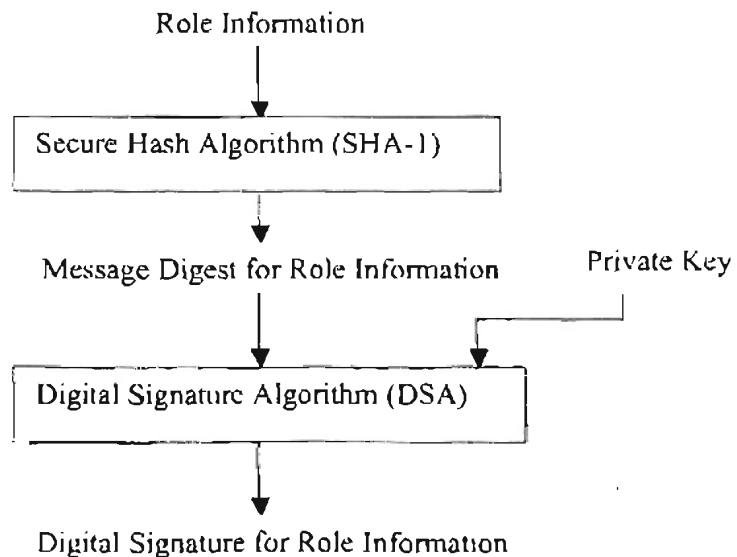 Role Information
Secure Hash Algorithm (SHA-1)
Message Digest for Role Information
Private Key
Digital Signature Algorithm (DSA)
Digital Signature for Role Information